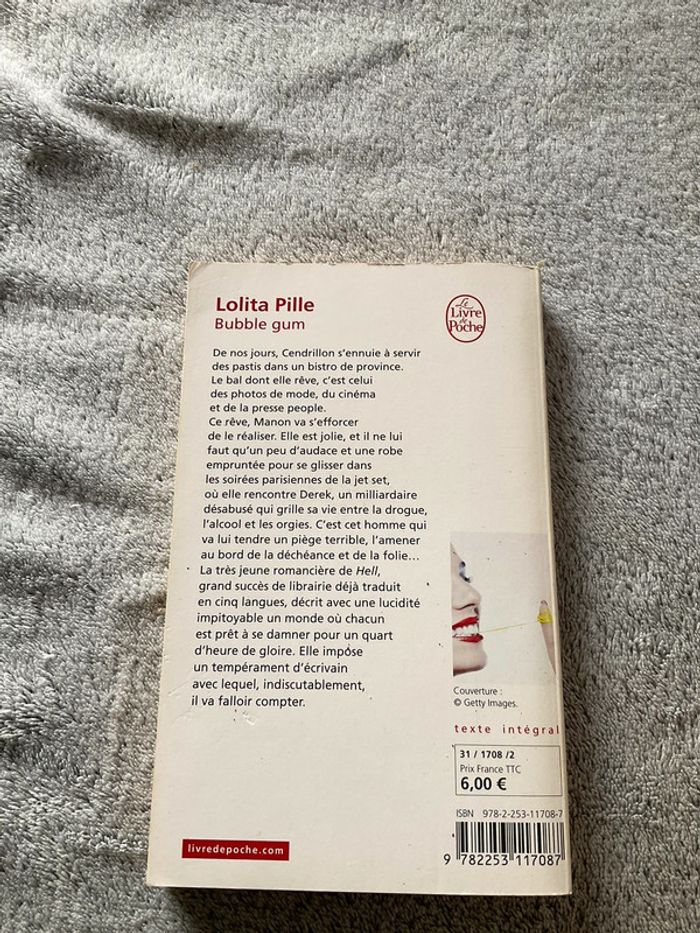 Lolita Pille
Bubble gum
Le
Livre
de
Poche
De nos jours, Cendrillon s'ennuie à servir
des pastis dans un bistro de province.
Le bal dont elle rêve, c'est celui
des photos de mode, du cinéma
et de la presse people.
Ce rêve, Manon va s'efforcer
de le réaliser. Elle est jolie, et il ne lui
faut qu'un peu d'audace et une robe
empruntée pour se glisser dans
les soirées parisiennes de la jet set,
où elle rencontre Derek, un milliardaire
désabusé qui grille sa vie entre la drogue,
l'alcool et les orgies. C'est cet homme qui
va lui tendre un piège terrible, l'amener
au bord de la déchéance et de la folie...
La très jeune romancière de Hell,
grand succès de librairie déjà traduit
en cinq langues, décrit avec une lucidité
impitoyable un monde où chacun
est prêt à se damner pour un quart
d'heure de gloire. Elle impose
un tempérament d'écrivain
avec lequel, indiscutablement,
il va falloir compter.
Couverture :
© Getty Images.
texte intégral
31 / 1708 /2
Prix France TTC
6,00 €
ISBN 978-2-253-11708-7
9 782253 117087
livredepoche.com